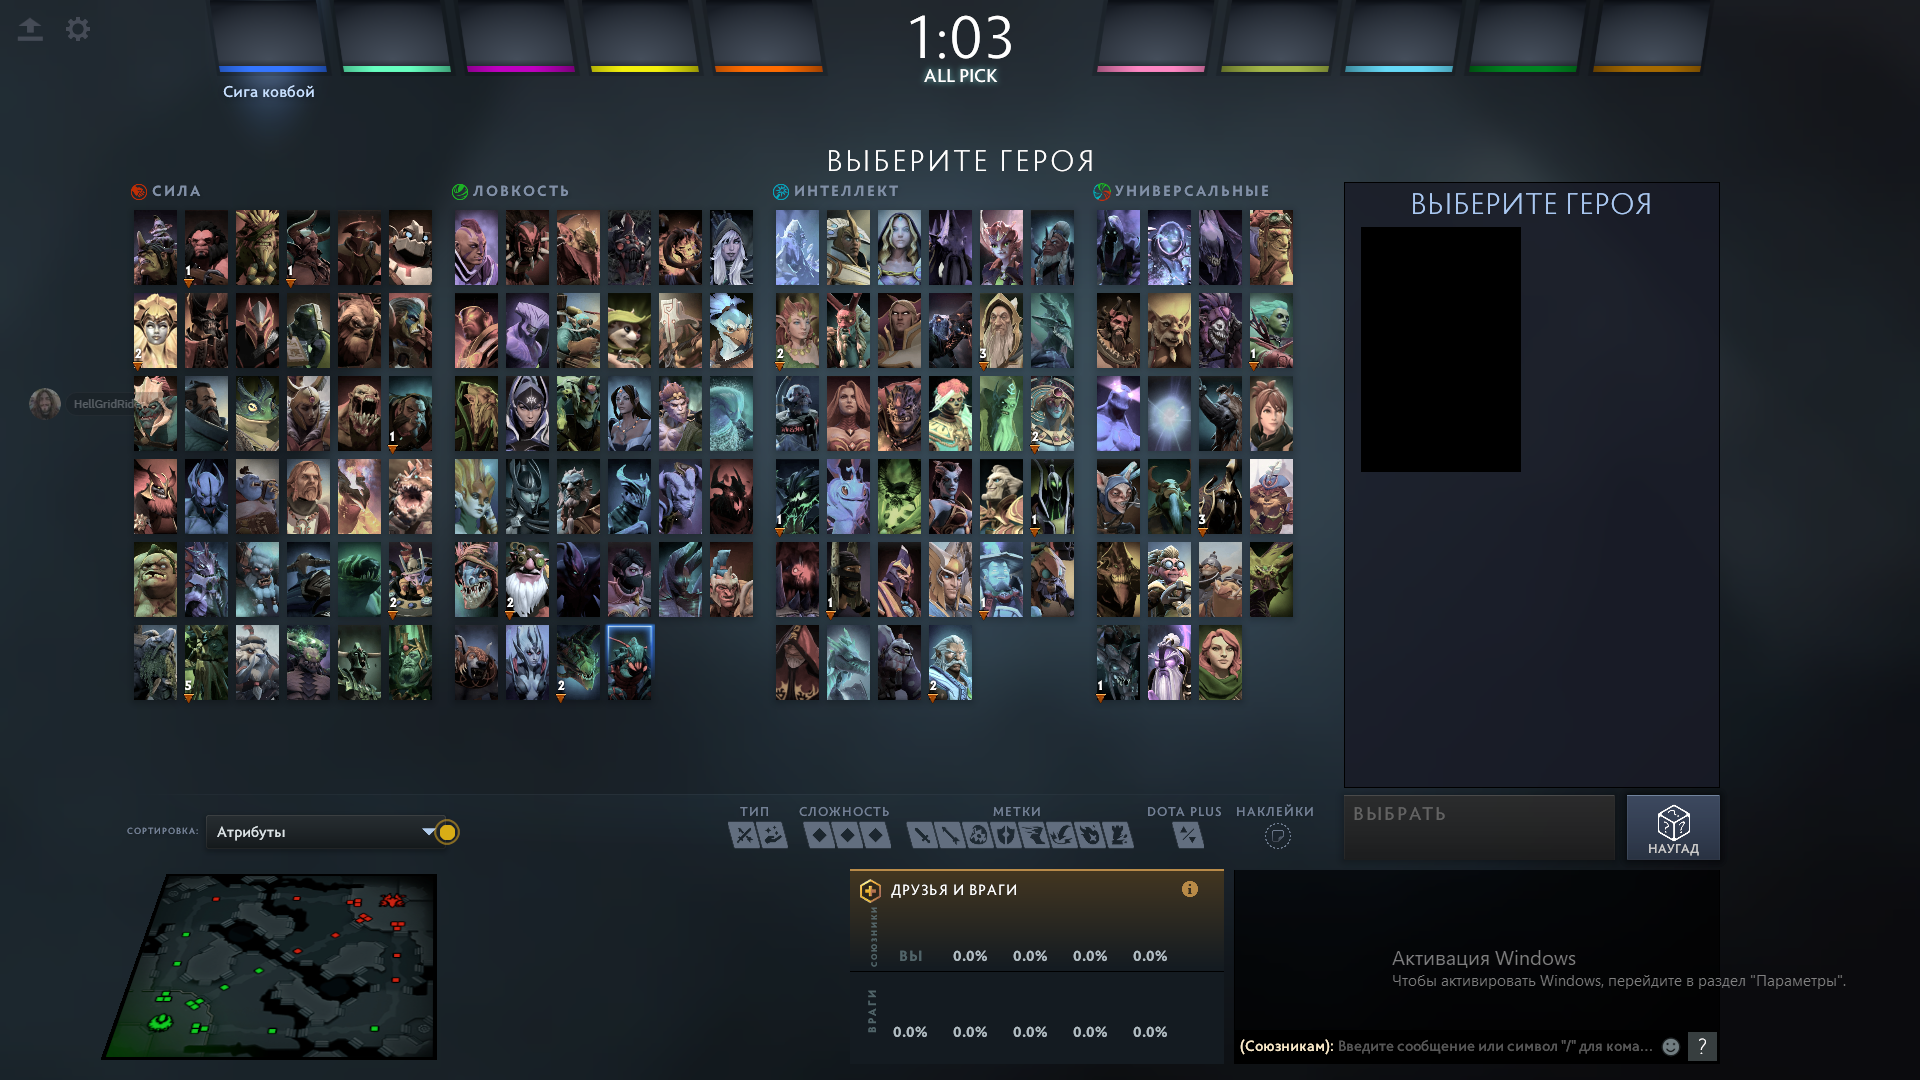 1:03
ALL PICK
Сига ковбой
ВЫБЕРИТЕ ГЕРОЯ
СИЛА
ЛОВКОСТЬ
ИНТЕЛЛЕКТ
УНИВЕРСАЛЬНЫЕ
ВЫБЕРИТЕ ГЕРОЯ
1
1
2
2
3
1
HellGridRide
1
2
1
1
3
2
2
1
1
5
2
2
1
СОРТИРОВКА:
Атрибуты
ТИП
СЛОЖНОСТЬ
МЕТКИ
DOTA PLUS
НАКЛЕЙКИ
ВЫБРАТЬ
НАУГАД
ДРУЗЬЯ И ВРАГИ
СОЮЗНИКИ
ВЫ 0.0% 0.0% 0.0% 0.0%
ВРАГИ
0.0% 0.0% 0.0% 0.0% 0.0%
Активация Windows
Чтобы активировать Windows, перейдите в раздел "Параметры".
(Союзникам): Введите сообщение или символ "/" для кома...
?